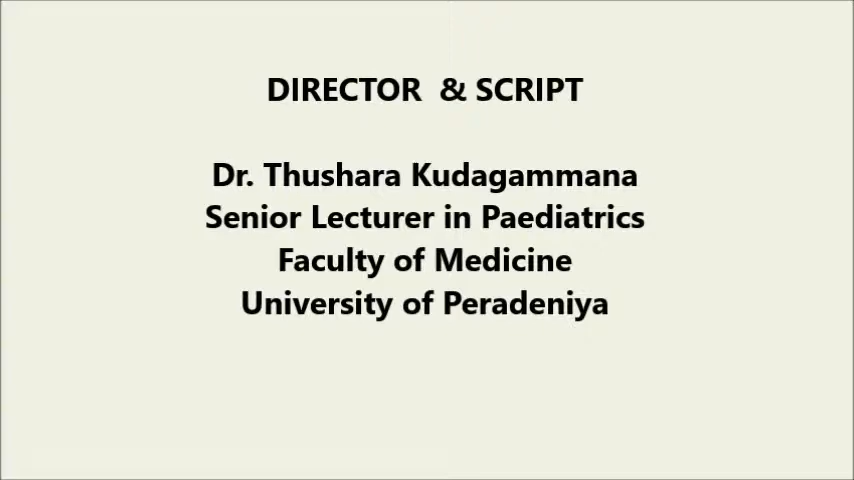 DIRECTOR & SCRIPT
Dr. Thushara Kudagammana
Senior Lecturer in Paediatrics
Faculty of Medicine
University of Peradeniya